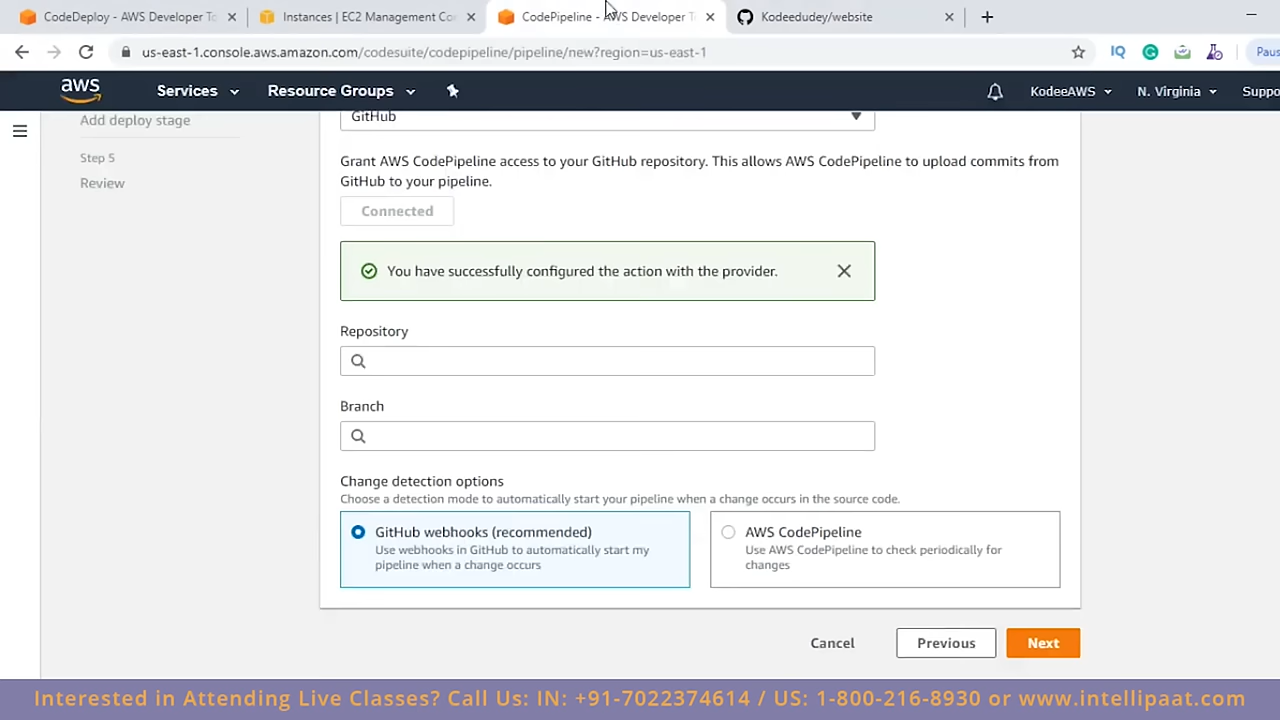 CodeDeploy - AWS Developer To
Instances | EC2 Management Co
CodePipeline - AWS Developer T
Kodeedudey/website
us-east-1.console.aws.amazon.com/codesuite/codepipeline/pipeline/new?region=us-east-1
IQ
Paus
aws
Services
Resource Groups
KodeeAWS
N. Virginia
Suppo
Add deploy stage
Step 5
Review
GitHub
Grant AWS CodePipeline access to your GitHub repository. This allows AWS CodePipeline to upload commits from
GitHub to your pipeline.
Connected
You have successfully configured the action with the provider.
Repository
Branch
Change detection options
Choose a detection mode to automatically start your pipeline when a change occurs in the source code.
GitHub webhooks (recommended)
Use webhooks in GitHub to automatically start my
pipeline when a change occurs
AWS CodePipeline
Use AWS CodePipeline to check periodically for
changes
Cancel
Previous
Next
Interested in Attending Live Classes? Call Us: IN: +91-7022374614 / US: 1-800-216-8930 or www.intellipaat.com